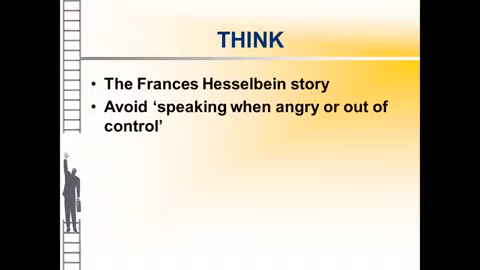 THINK
• The Frances Hesselbein story
• Avoid ‘speaking when angry or out of
control’